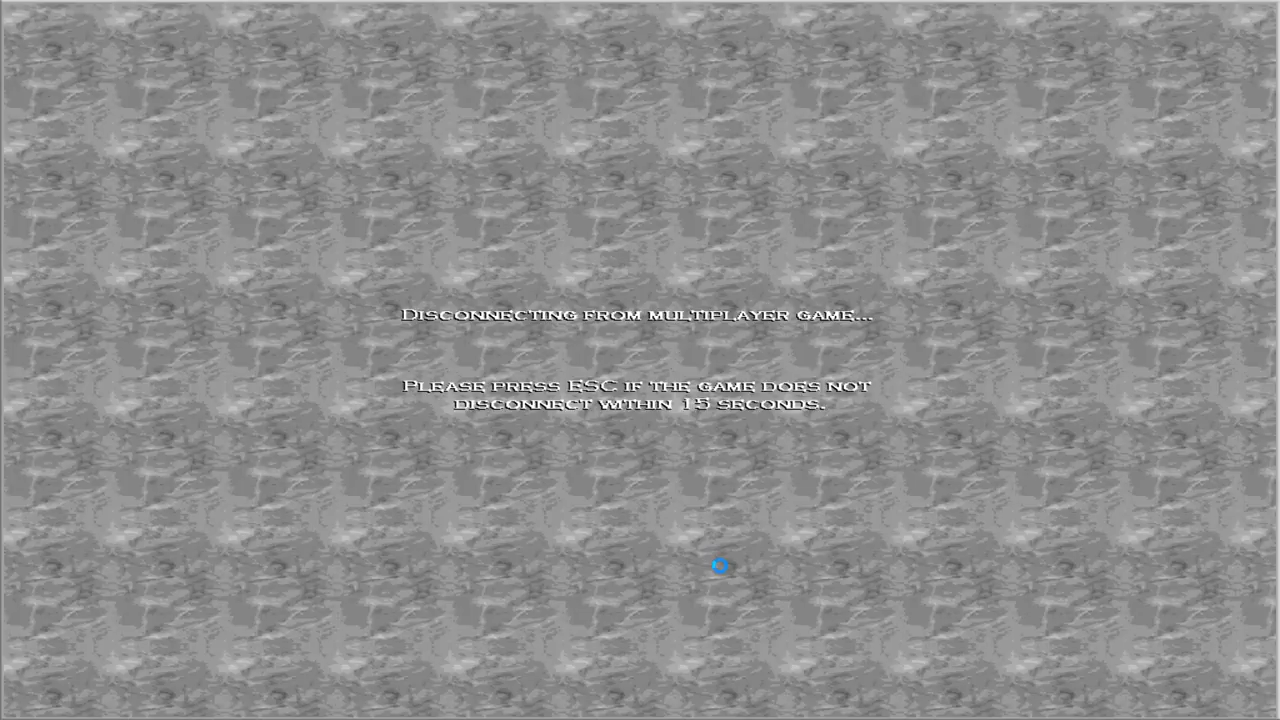 Disconnecting from multiplayer game...
Please press ESC if the game does not
disconnect within 15 seconds.